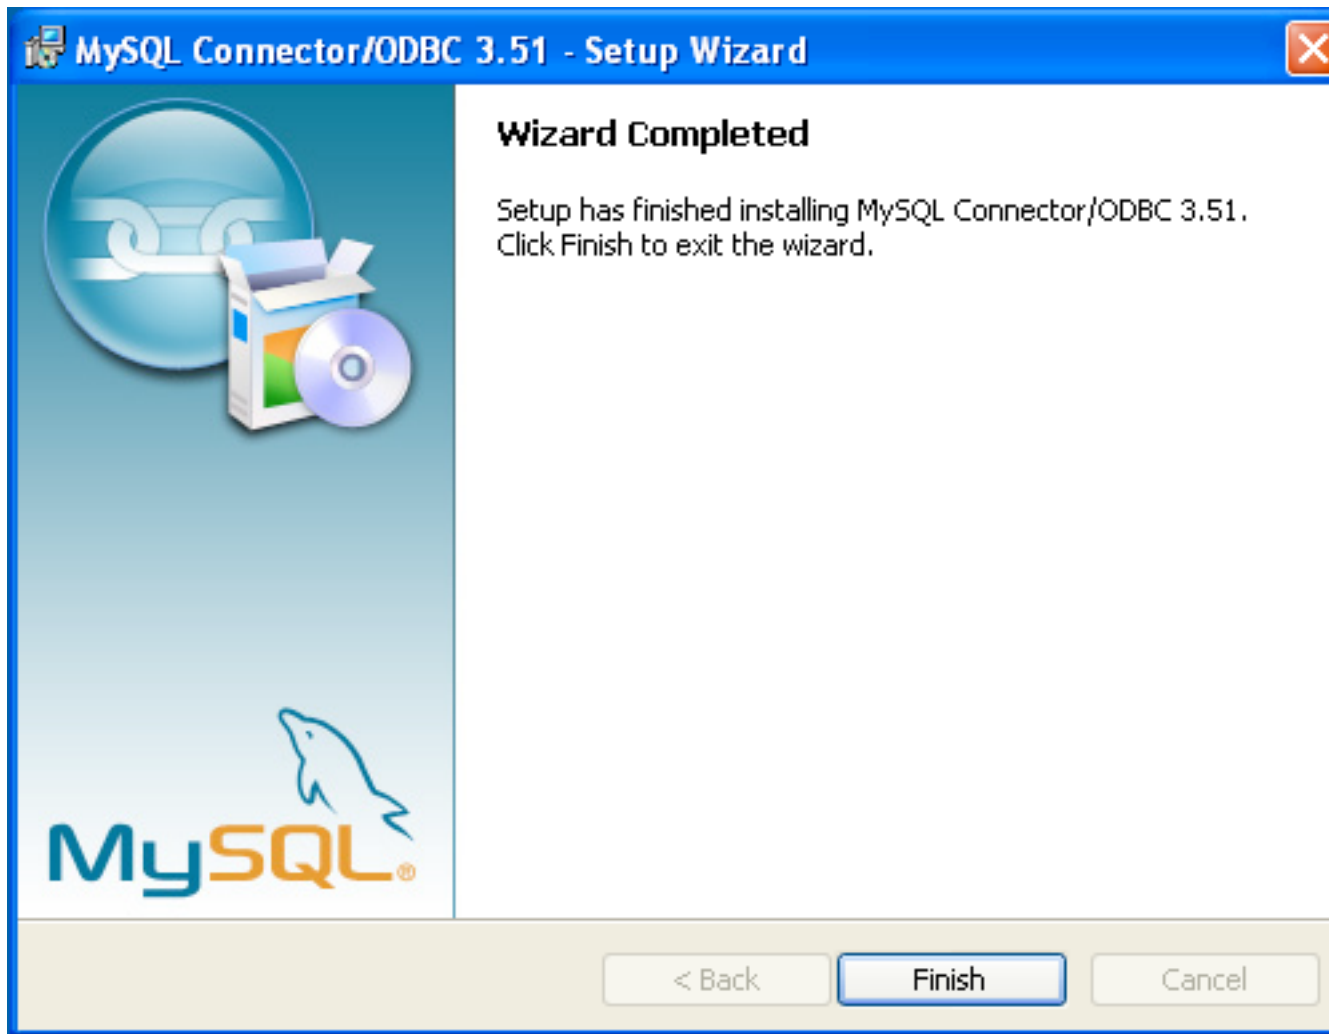 MySQL Connector/ODBC 3.51 - Setup Wizard
Wizard Completed
Setup has finished installing MySQL Connector/ODBC 3.51.
Click Finish to exit the wizard.
MySQL®
< Back
Finish
Cancel